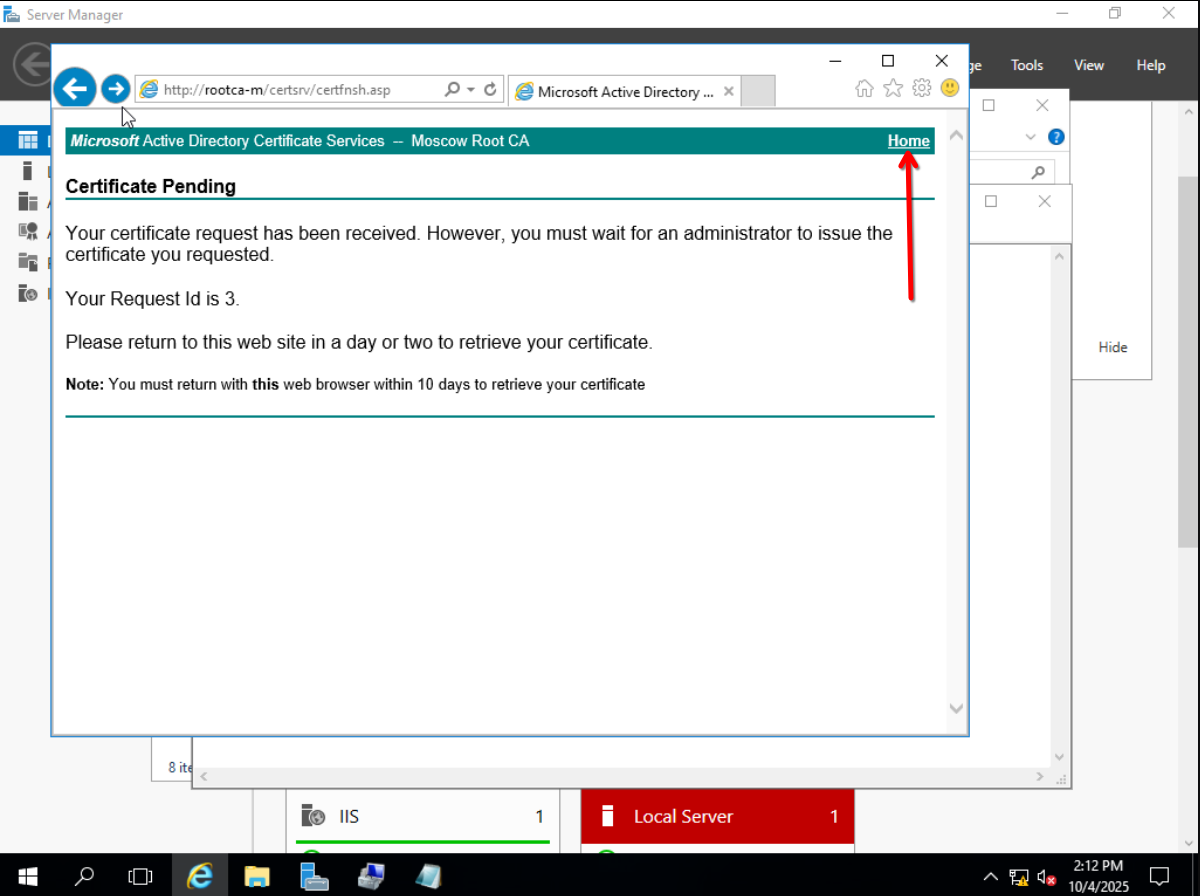 Server Manager
Tools
View
Help
http://rootca-m/certsrv/certfnsh.asp
Microsoft Active Directory ...
Microsoft Active Directory Certificate Services -- Moscow Root CA
Home
Certificate Pending
Your certificate request has been received. However, you must wait for an administrator to issue the
certificate you requested.
Your Request Id is 3.
Please return to this web site in a day or two to retrieve your certificate.
Hide
Note: You must return with this web browser within 10 days to retrieve your certificate
IIS 1
Local Server 1
2:12 PM
10/4/2025